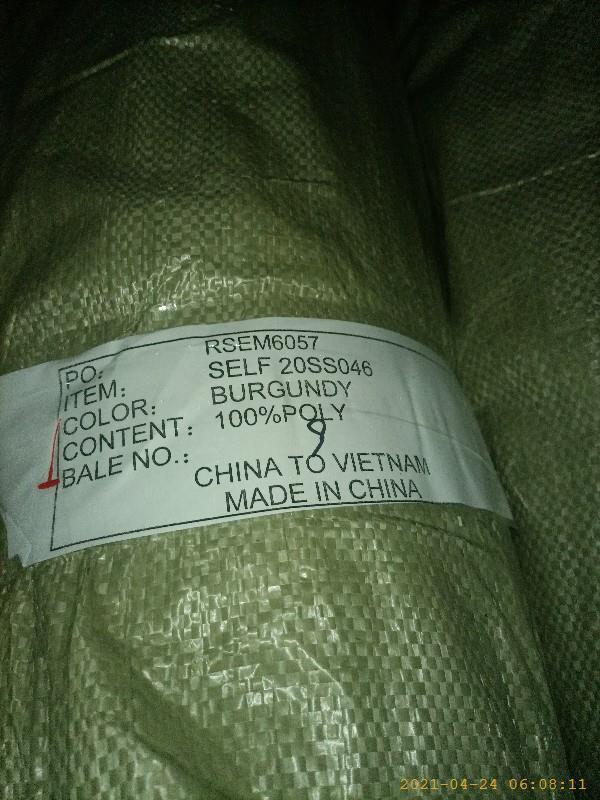 PO: RSEM6057
ITEM: SELF 20SS046
COLOR: BURGUNDY
CONTENT: 100%POLY
BALE NO.: 9
CHINA TO VIETNAM
MADE IN CHINA
2021-04-24 06:08:11